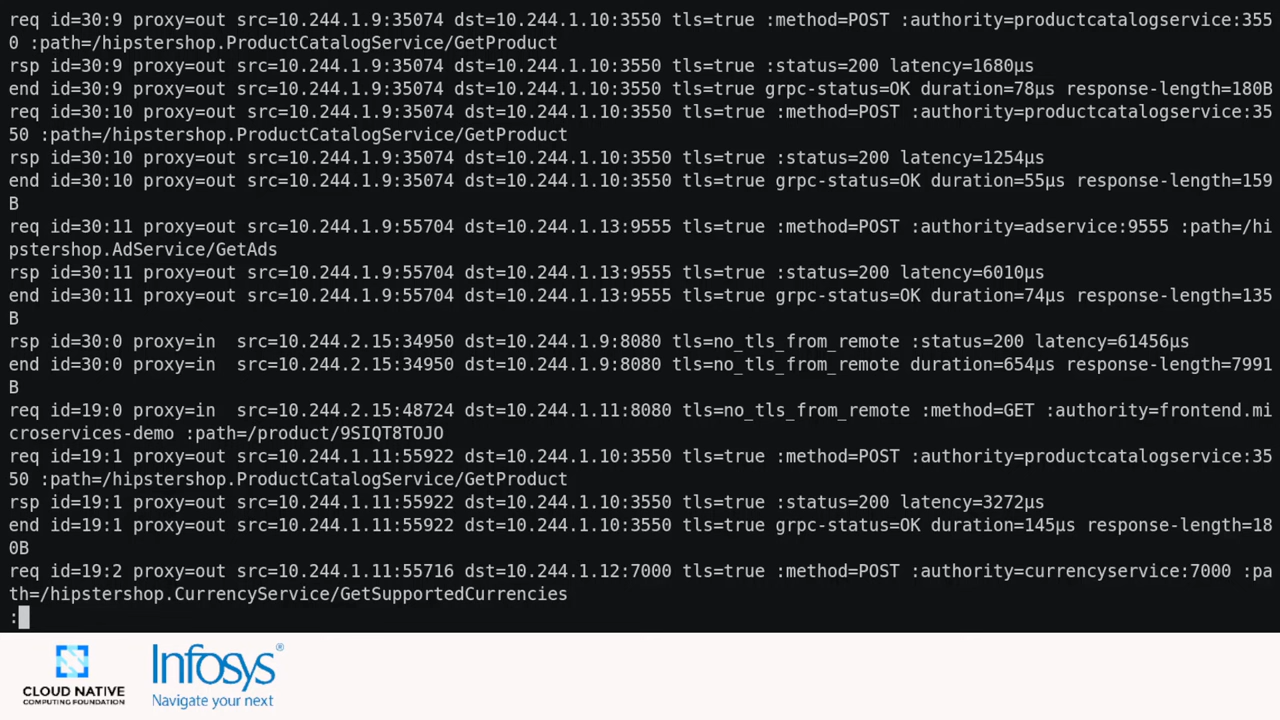 req id=30:9 proxy=out src=10.244.1.9:35074 dst=10.244.1.10:3550 tls=true :method=POST :authority=productcatalogservice:355
0 :path=/hipstershop.ProductCatalogService/GetProduct
rsp id=30:9 proxy=out src=10.244.1.9:35074 dst=10.244.1.10:3550 tls=true :status=200 latency=1680µs
end id=30:9 proxy=out src=10.244.1.9:35074 dst=10.244.1.10:3550 tls=true grpc-status=OK duration=78µs response-length=180B
req id=30:10 proxy=out src=10.244.1.9:35074 dst=10.244.1.10:3550 tls=true :method=POST :authority=productcatalogservice:35
50 :path=/hipstershop.ProductCatalogService/GetProduct
rsp id=30:10 proxy=out src=10.244.1.9:35074 dst=10.244.1.10:3550 tls=true :status=200 latency=1254µs
end id=30:10 proxy=out src=10.244.1.9:35074 dst=10.244.1.10:3550 tls=true grpc-status=OK duration=55µs response-length=159
B
req id=30:11 proxy=out src=10.244.1.9:55704 dst=10.244.1.13:9555 tls=true :method=POST :authority=adservice:9555 :path=/hi
pstershop.AdService/GetAds
rsp id=30:11 proxy=out src=10.244.1.9:55704 dst=10.244.1.13:9555 tls=true :status=200 latency=6010µs
end id=30:11 proxy=out src=10.244.1.9:55704 dst=10.244.1.13:9555 tls=true grpc-status=OK duration=74µs response-length=135
B
rsp id=30:0 proxy=in  src=10.244.2.15:34950 dst=10.244.1.9:8080 tls=no_tls_from_remote :status=200 latency=61456µs
end id=30:0 proxy=in  src=10.244.2.15:34950 dst=10.244.1.9:8080 tls=no_tls_from_remote duration=654µs response-length=7991
B
req id=19:0 proxy=in  src=10.244.2.15:48724 dst=10.244.1.11:8080 tls=no_tls_from_remote :method=GET :authority=frontend.mi
croservices-demo :path=/product/9SIQT8TOJO
req id=19:1 proxy=out src=10.244.1.11:55922 dst=10.244.1.10:3550 tls=true :method=POST :authority=productcatalogservice:35
50 :path=/hipstershop.ProductCatalogService/GetProduct
rsp id=19:1 proxy=out src=10.244.1.11:55922 dst=10.244.1.10:3550 tls=true :status=200 latency=3272µs
end id=19:1 proxy=out src=10.244.1.11:55922 dst=10.244.1.10:3550 tls=true grpc-status=OK duration=145µs response-length=18
0B
req id=19:2 proxy=out src=10.244.1.11:55716 dst=10.244.1.12:7000 tls=true :method=POST :authority=currencyservice:7000 :pa
th=/hipstershop.CurrencyService/GetSupportedCurrencies
:
CLOUD NATIVE
COMPUTING FOUNDATION
Infosys®
Navigate your next